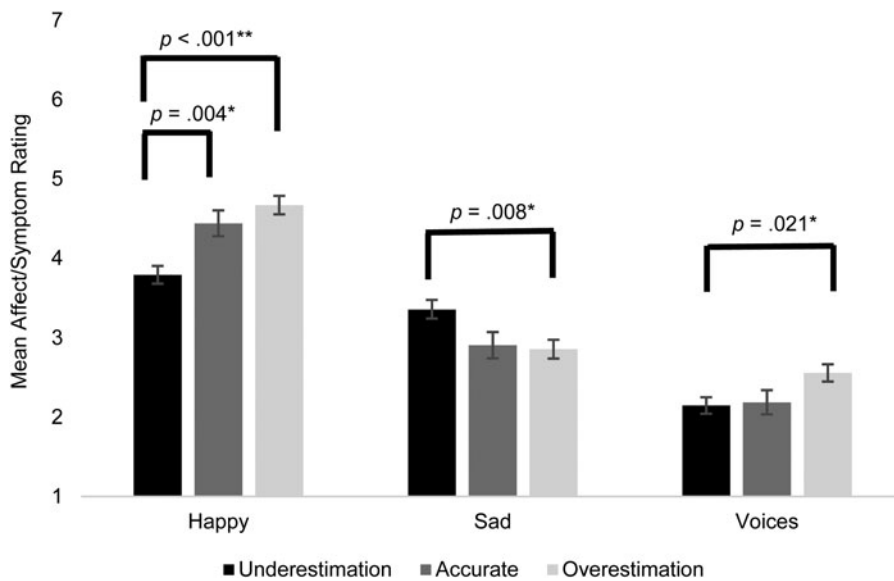 7
p < .001**
6
p = .004*
5
p = .008*
p = .021*
4
3
2
1
Mean Affect/Symptom Rating
Happy Sad Voices
Underestimation Accurate Overestimation